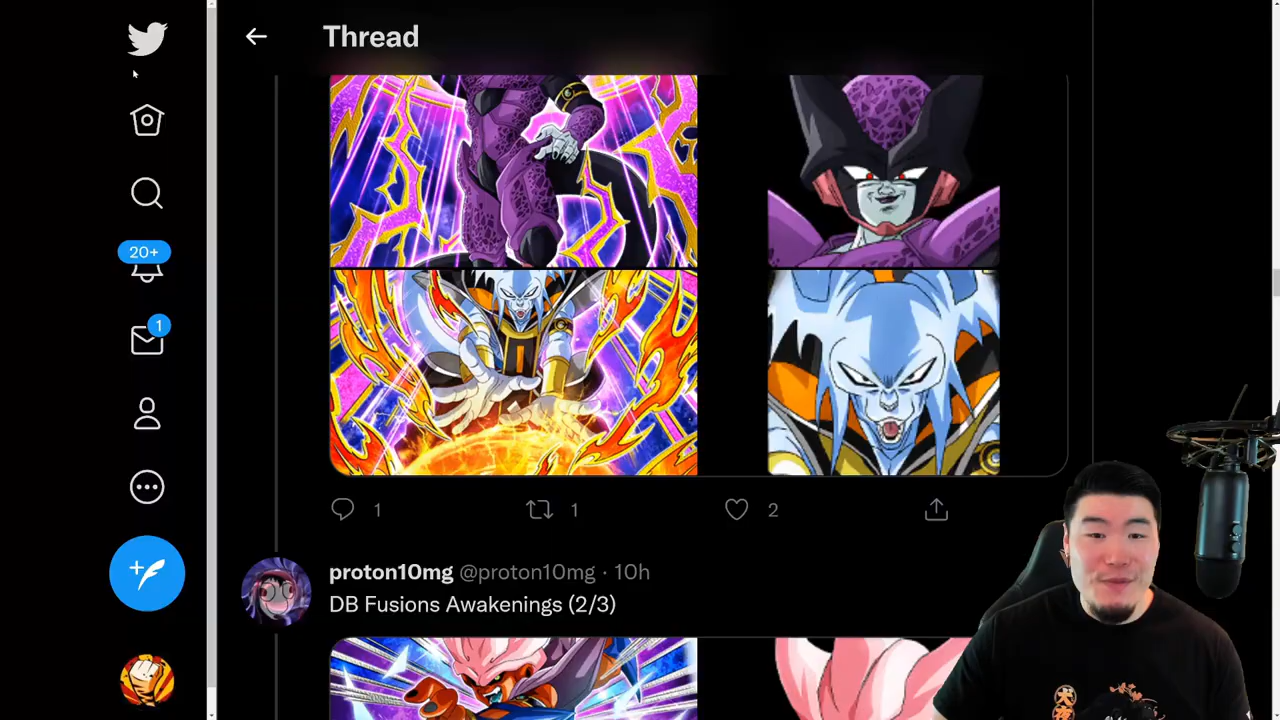 Thread
20+
1
1
1
2
proton10mg @proton10mg · 10h
DB Fusions Awakenings (2/3)